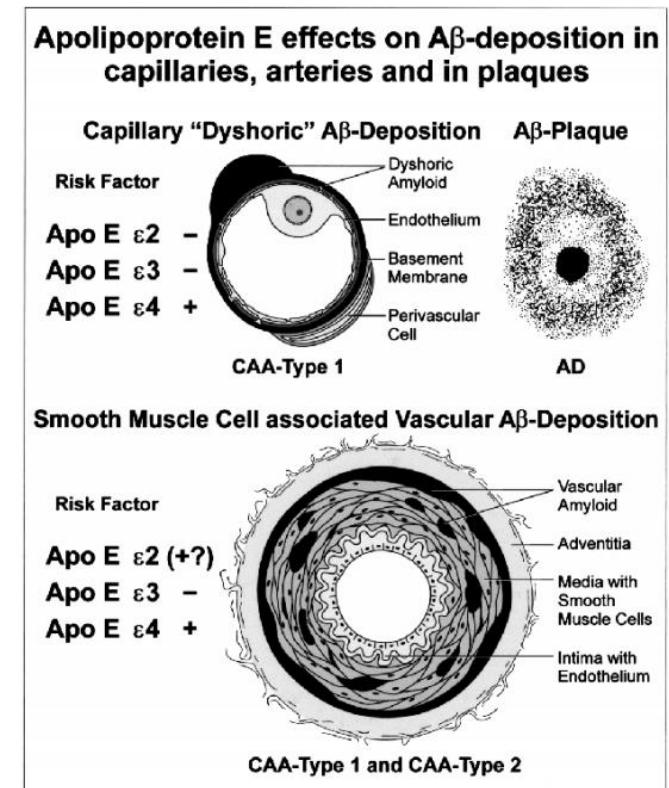 Apolipoprotein E effects on Aβ-deposition in
capillaries, arteries and in plaques
Capillary “Dyshoric” Aβ-Deposition
Aβ-Plaque
Risk Factor
Apo E ε2 –
Apo E ε3 –
Apo E ε4 +
Dyshoric
Amyloid
Endothelium
Basement
Membrane
Perivascular
Cell
CAA-Type 1
AD
Smooth Muscle Cell associated Vascular Aβ-Deposition
Risk Factor
Apo E ε2 (+?)
Apo E ε3 –
Apo E ε4 +
Vascular
Amyloid
Adventitia
Media with
Smooth
Muscle Cells
Intima with
Endothelium
CAA-Type 1 and CAA-Type 2